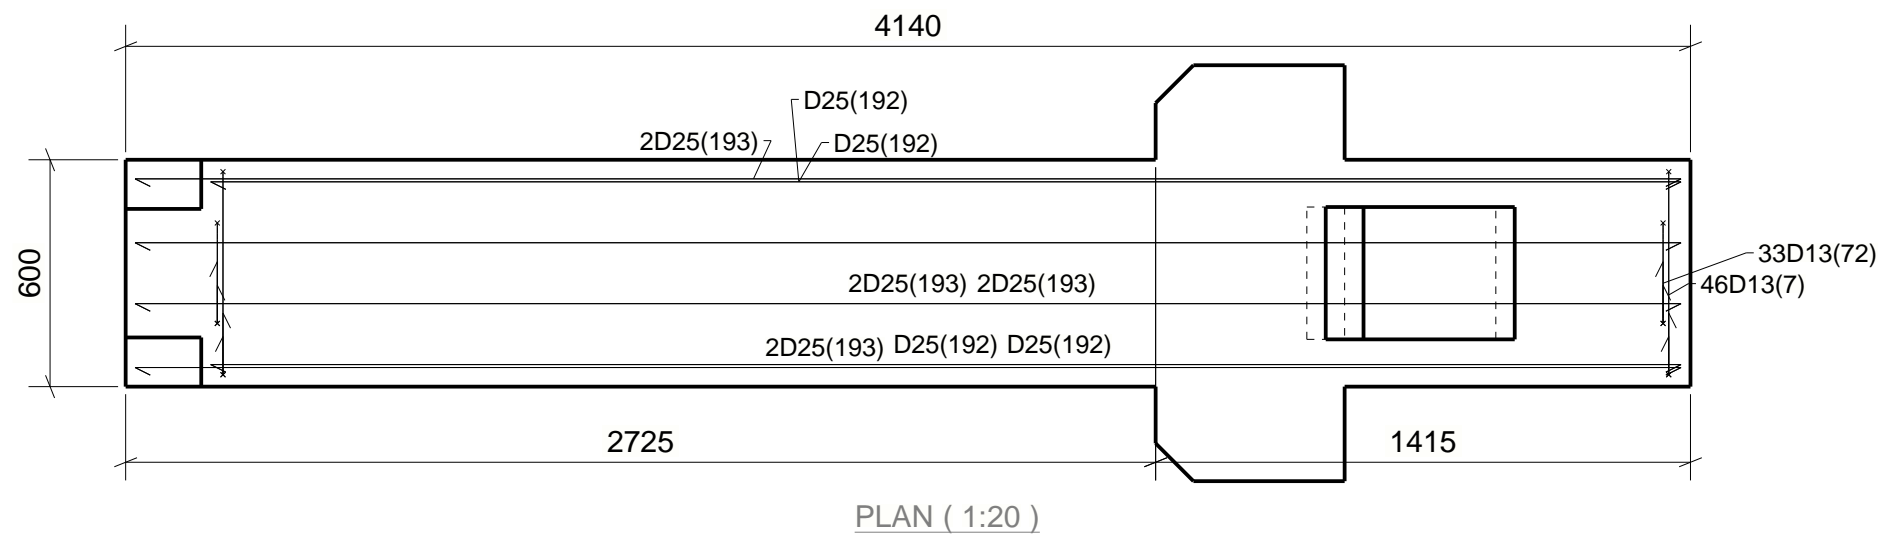 4140
D25(192)
2D25(193) D25(192)
600
33D13(72)
2D25(193) 2D25(193) 46D13(7)
2D25(193) D25(192) D25(192)
2725 1415
PLAN ( 1:20 )